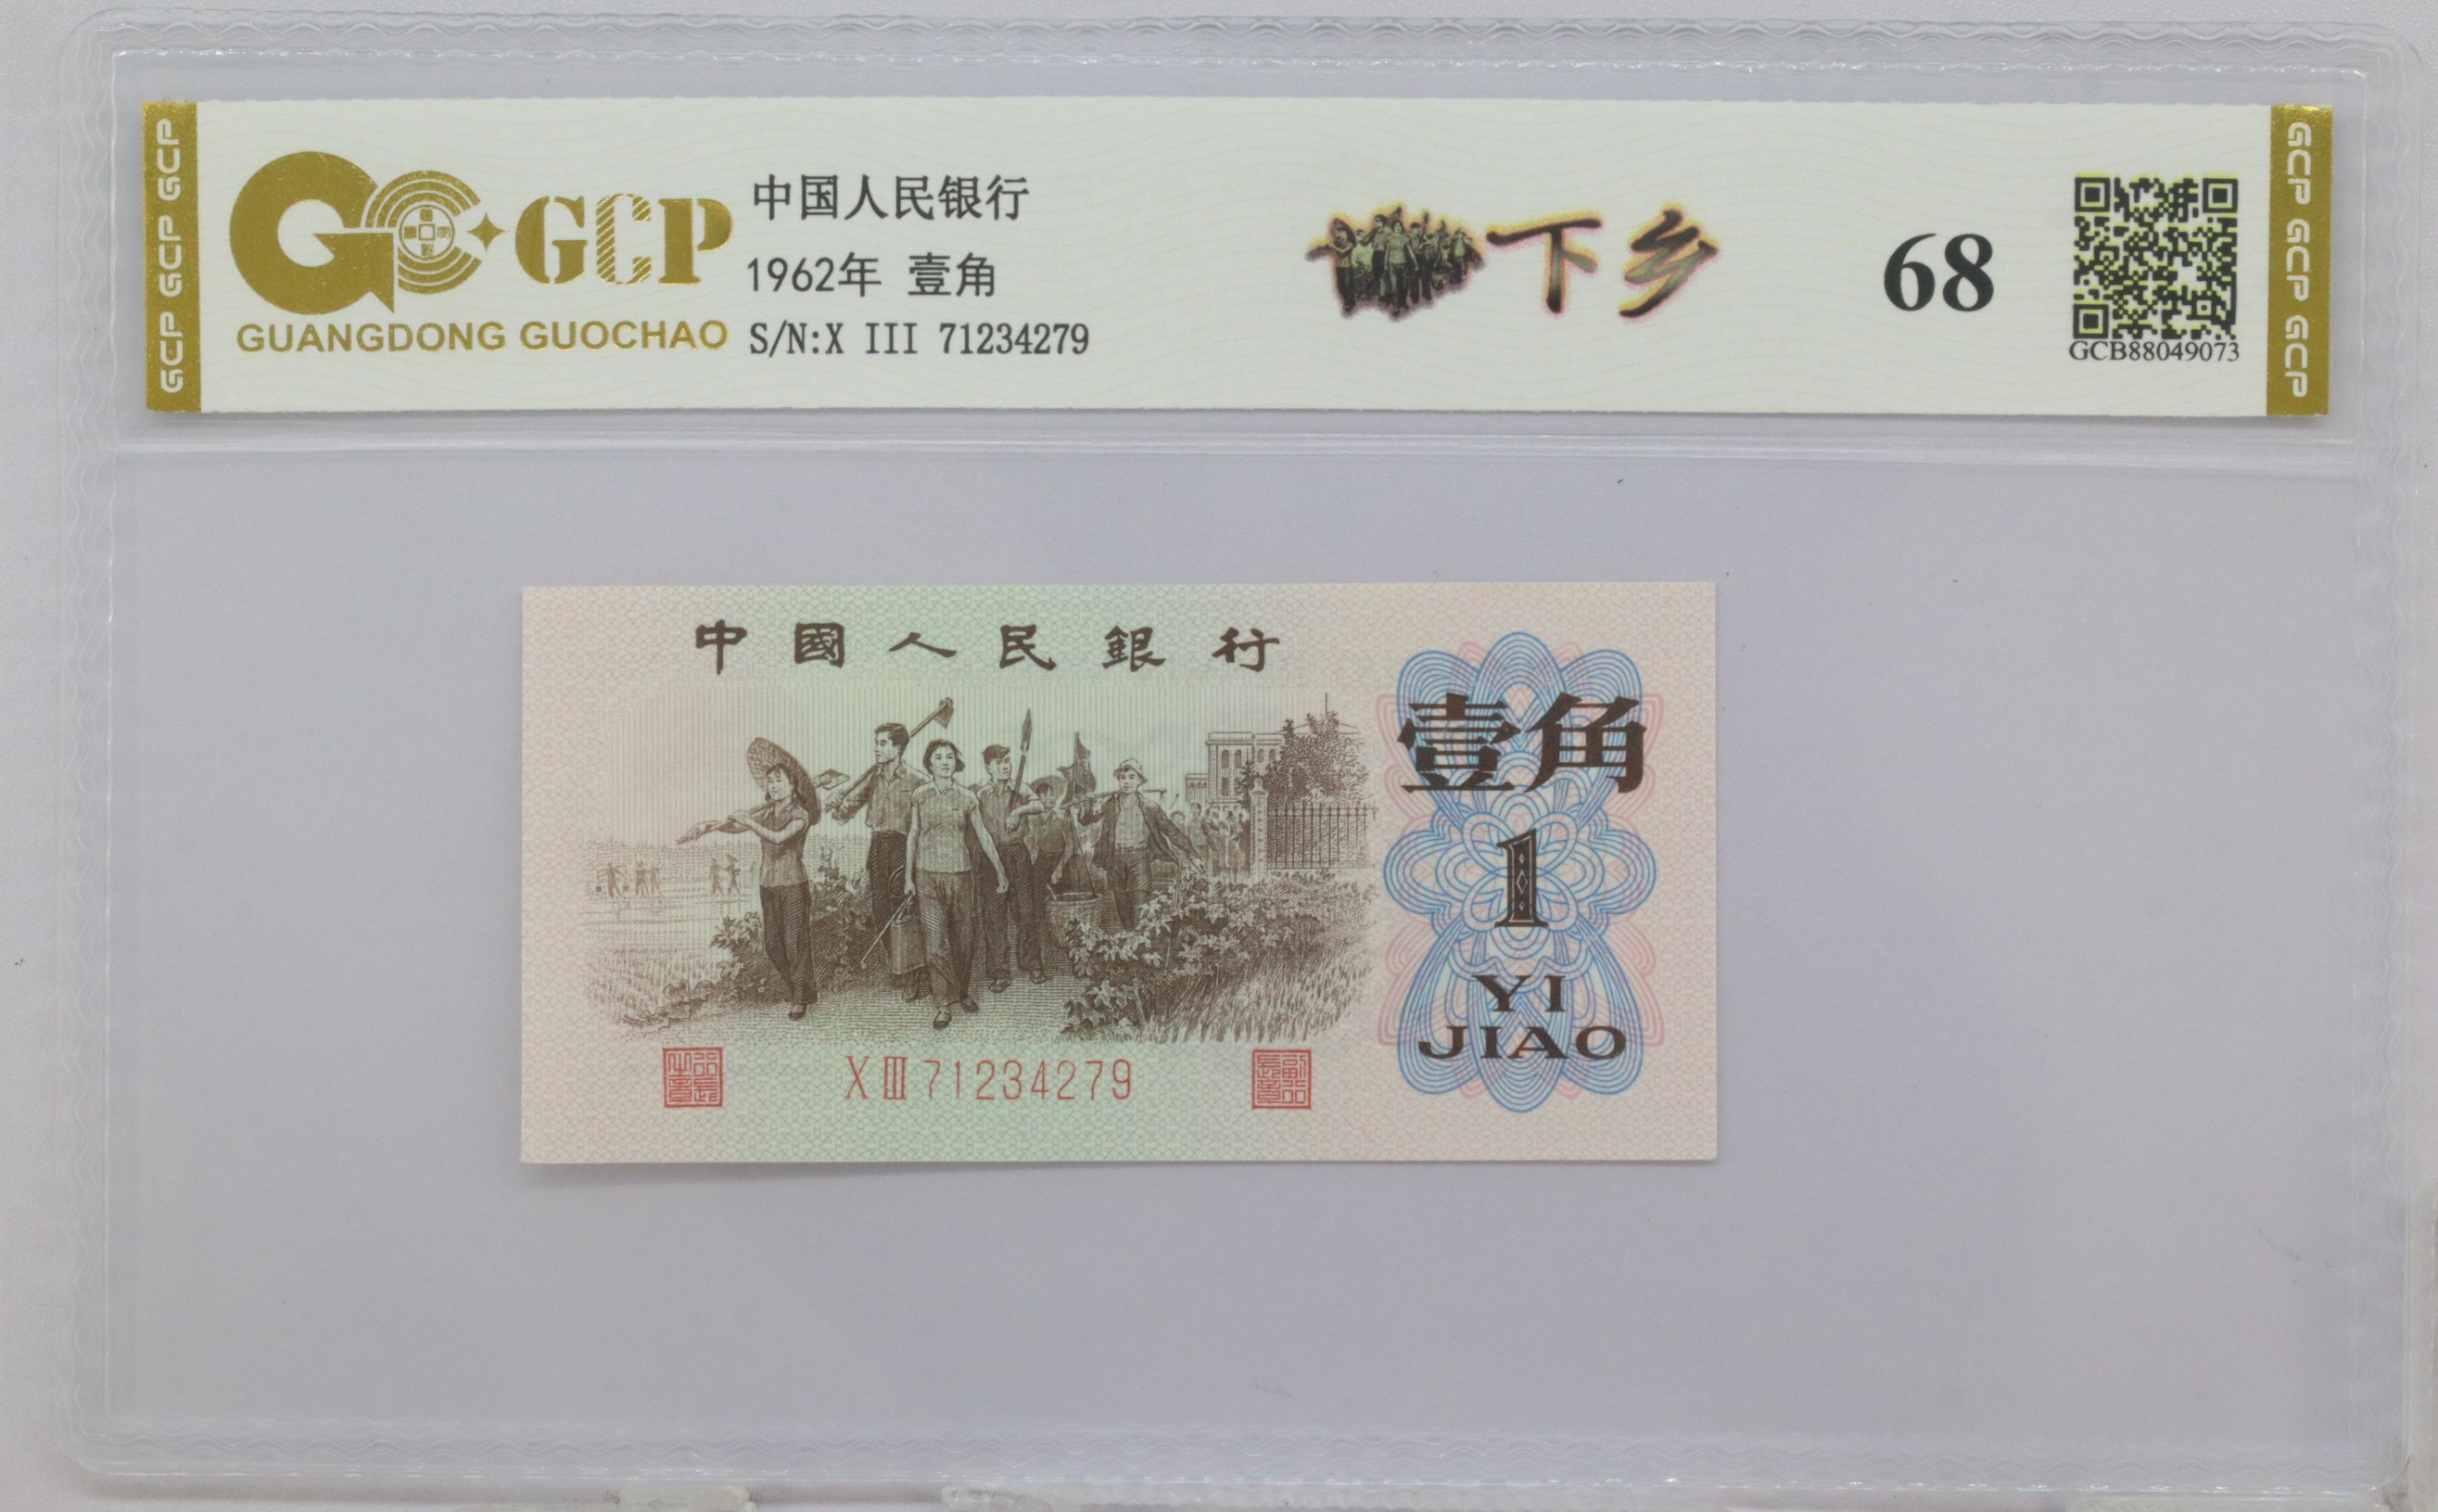 GCP GCP GCP
GCP
GUANGDONG GUOCHAO
中国人民银行
1962年 壹角
S/N:X III 71234279
下乡
68
GCB88049073
GCP GCP GCP
中國人民銀行
壹角
1
YI
JIAO
X III 71234279